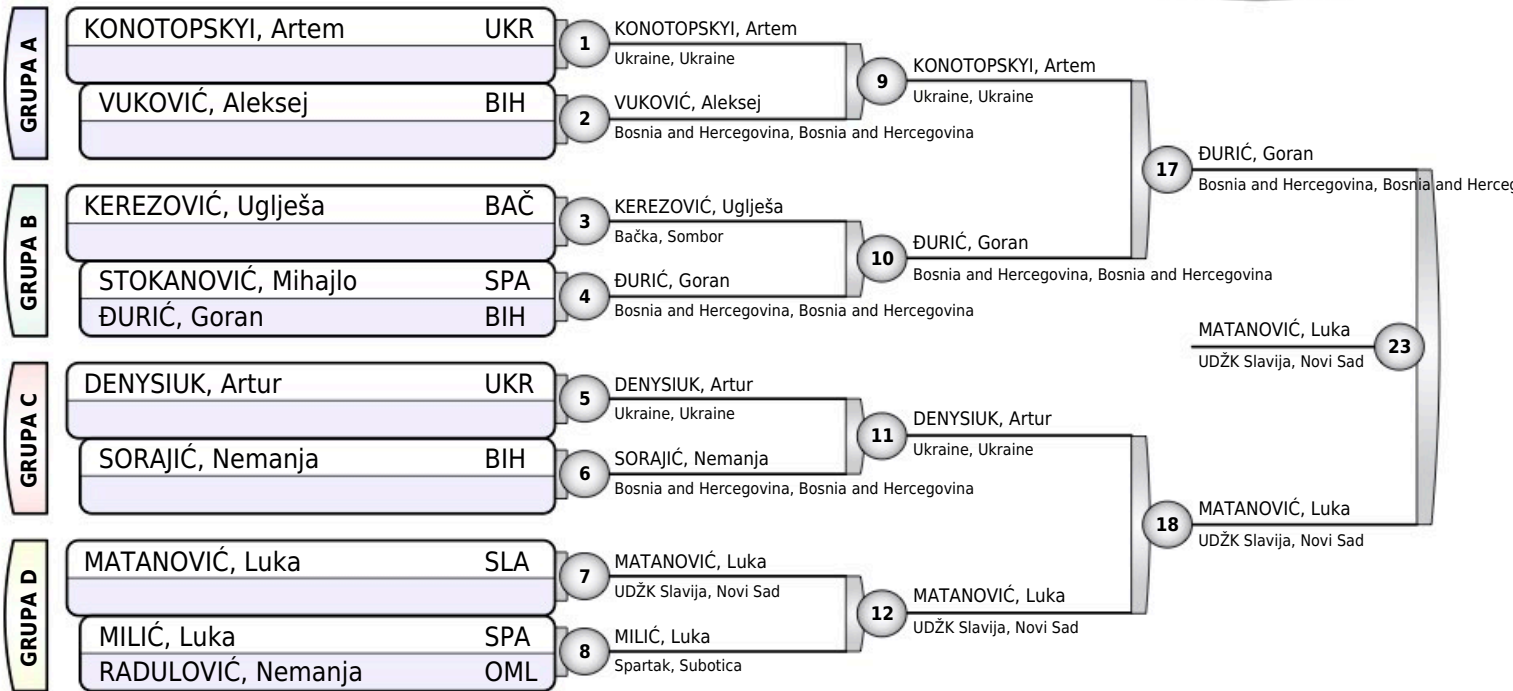 GRUPA A
KONOTOPSKYI, Artem UKR
VUKOVIĆ, Aleksej BIH
1
KONOTOPSKYI, Artem
Ukraine, Ukraine
2
VUKOVIĆ, Aleksej
Bosnia and Hercegovina, Bosnia and Hercegovina
9
KONOTOPSKYI, Artem
Ukraine, Ukraine
GRUPA B
KEREZOVIĆ, Uglješa BAČ
STOKANOVIĆ, Mihajlo SPA
ĐURIĆ, Goran BIH
3
KEREZOVIĆ, Uglješa
Bačka, Sombor
4
ĐURIĆ, Goran
Bosnia and Hercegovina, Bosnia and Hercegovina
10
ĐURIĆ, Goran
Bosnia and Hercegovina, Bosnia and Hercegovina
17
ĐURIĆ, Goran
Bosnia and Hercegovina, Bosnia and Herceg
GRUPA C
DENYSIUK, Artur UKR
SORAJIĆ, Nemanja BIH
5
DENYSIUK, Artur
Ukraine, Ukraine
6
SORAJIĆ, Nemanja
Bosnia and Hercegovina, Bosnia and Hercegovina
11
DENYSIUK, Artur
Ukraine, Ukraine
GRUPA D
MATANOVIĆ, Luka SLA
MILIĆ, Luka SPA
RADULOVIĆ, Nemanja OML
7
MATANOVIĆ, Luka
UDŽK Slavija, Novi Sad
8
MILIĆ, Luka
Spartak, Subotica
12
MATANOVIĆ, Luka
UDŽK Slavija, Novi Sad
18
MATANOVIĆ, Luka
UDŽK Slavija, Novi Sad
MATANOVIĆ, Luka
UDŽK Slavija, Novi Sad
23